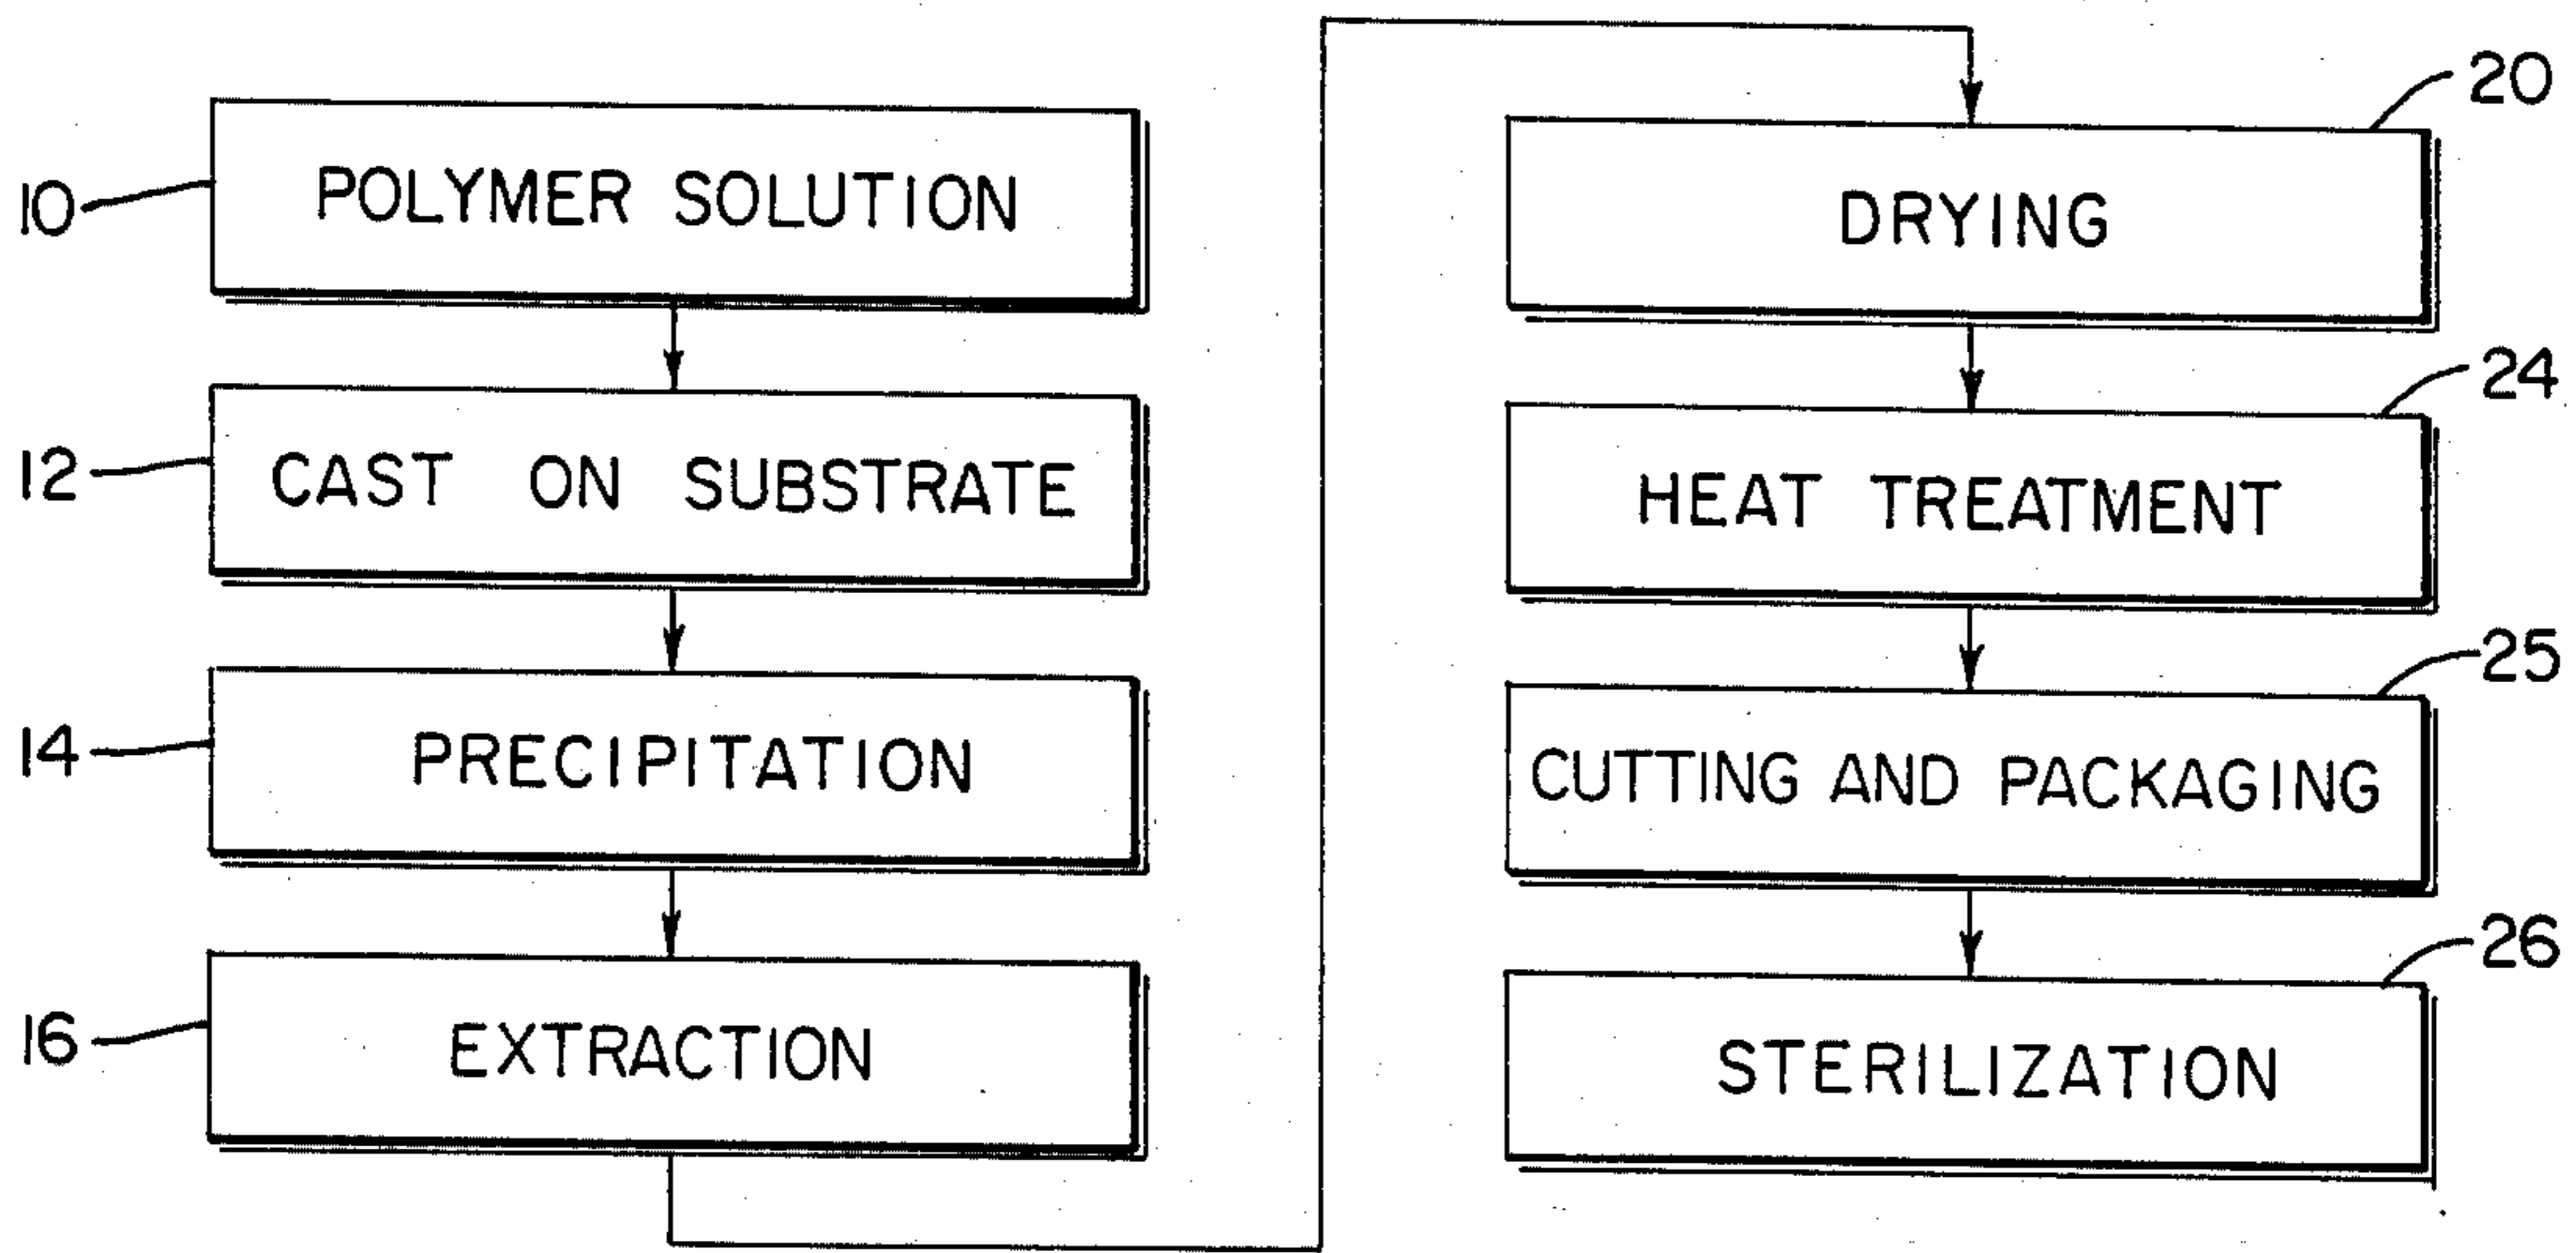 10
POLYMER SOLUTION
12
CAST ON SUBSTRATE
14
PRECIPITATION
16
EXTRACTION
20
DRYING
24
HEAT TREATMENT
25
CUTTING AND PACKAGING
26
STERILIZATION